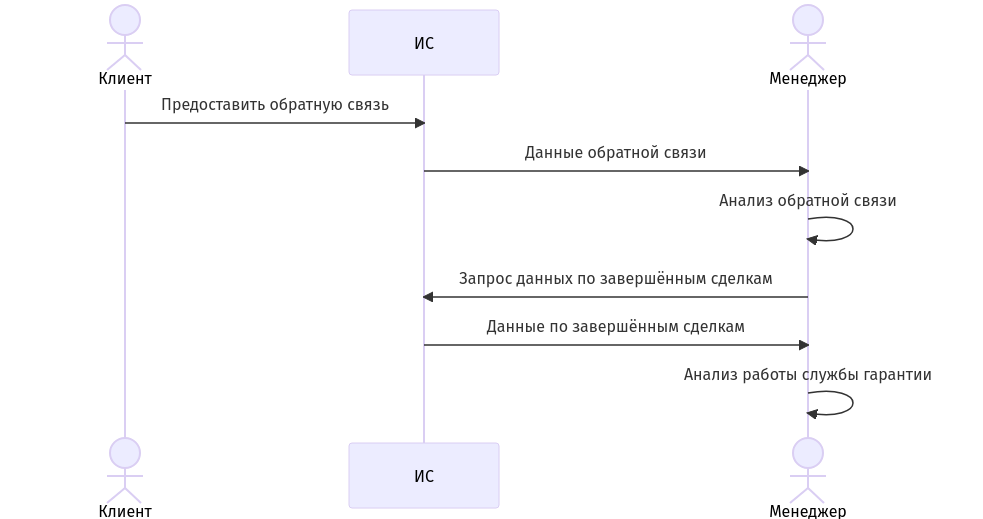 Клиент
ИС
Менеджер
Предоставить обратную связь
Данные обратной связи
Анализ обратной связи
Запрос данных по завершённым сделкам
Данные по завершённым сделкам
Анализ работы службы гарантии
Клиент
ИС
Менеджер